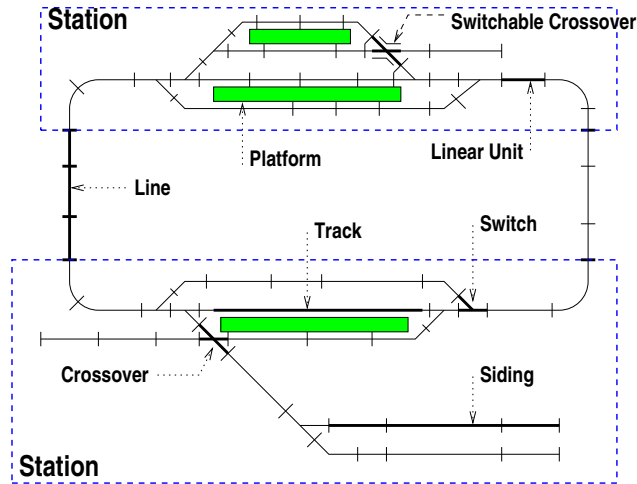 Station
Switchable Crossover
Platform
Linear Unit
Line
Track
Switch
Crossover
Siding
Station